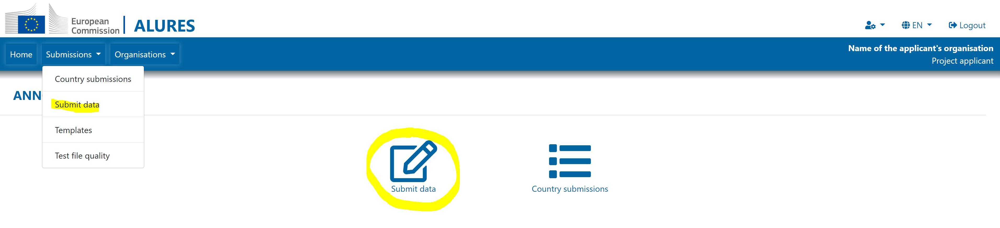 European
Commission
ALURES
EN
Logout
Home
Submissions
Organisations
Name of the applicant's organisation
Project applicant
Country submissions
Submit data
Templates
Test file quality
ANN
Submit data
Country submissions